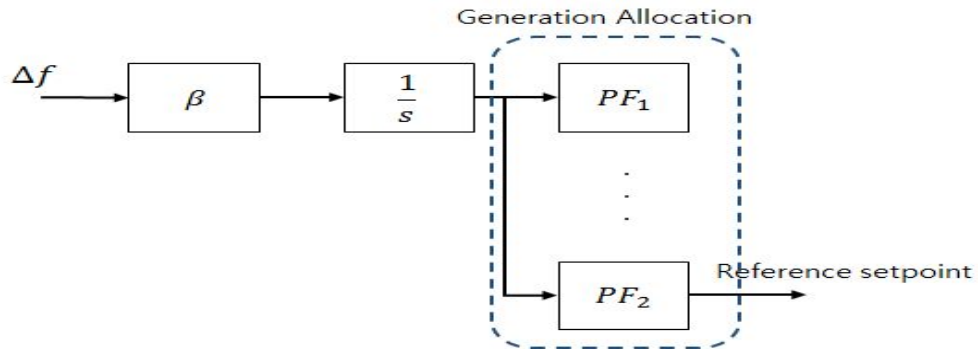 Generation Allocation
Δf
β
1
s
PF₁
PF₂
Reference setpoint